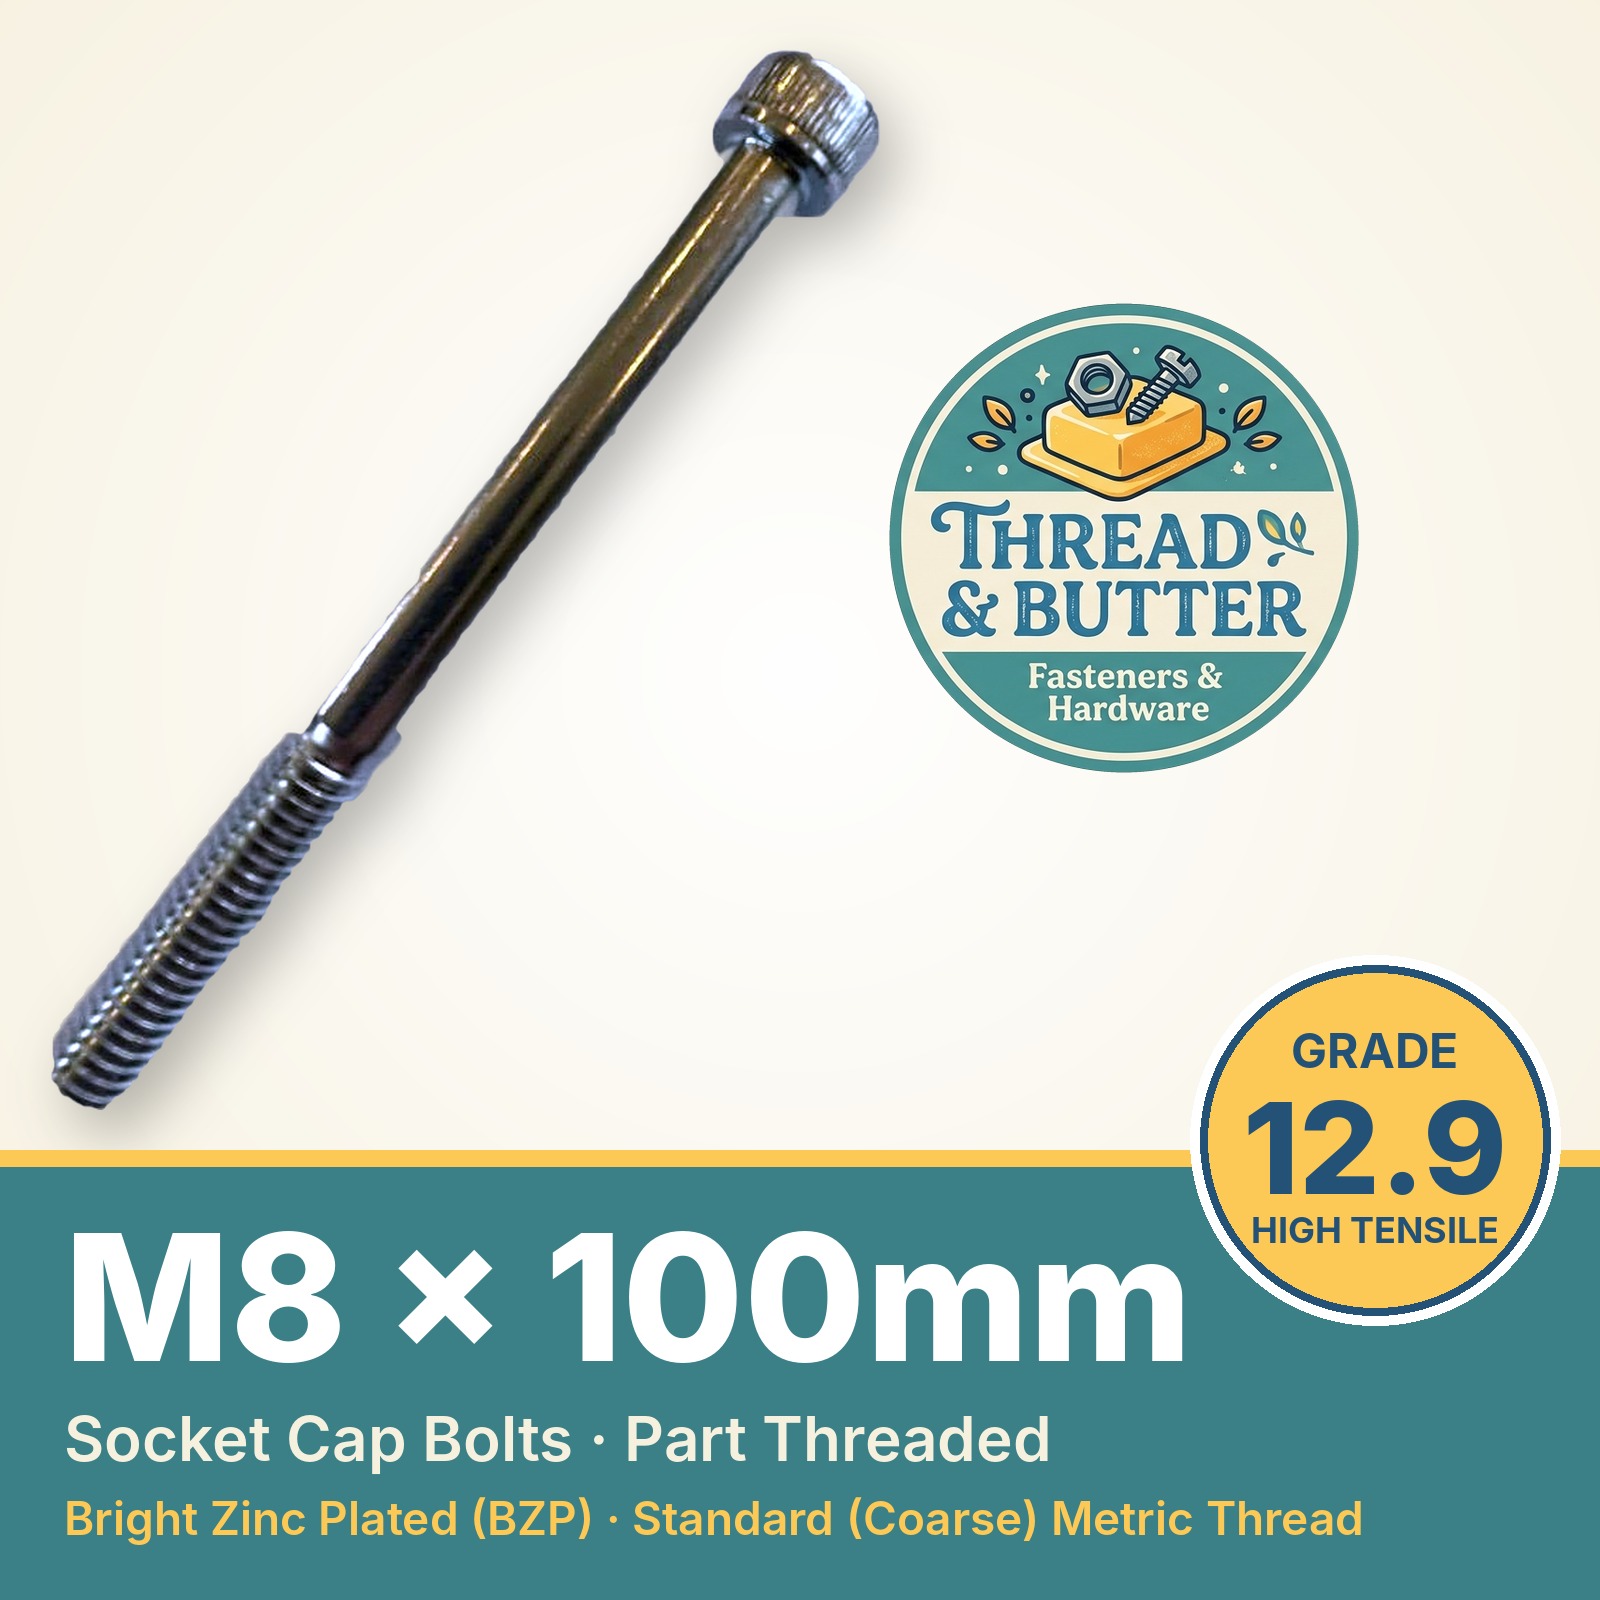 THREAD
& BUTTER
Fasteners &
Hardware
GRADE
12.9
HIGH TENSILE
M8 × 100mm
Socket Cap Bolts · Part Threaded
Bright Zinc Plated (BZP) · Standard (Coarse) Metric Thread